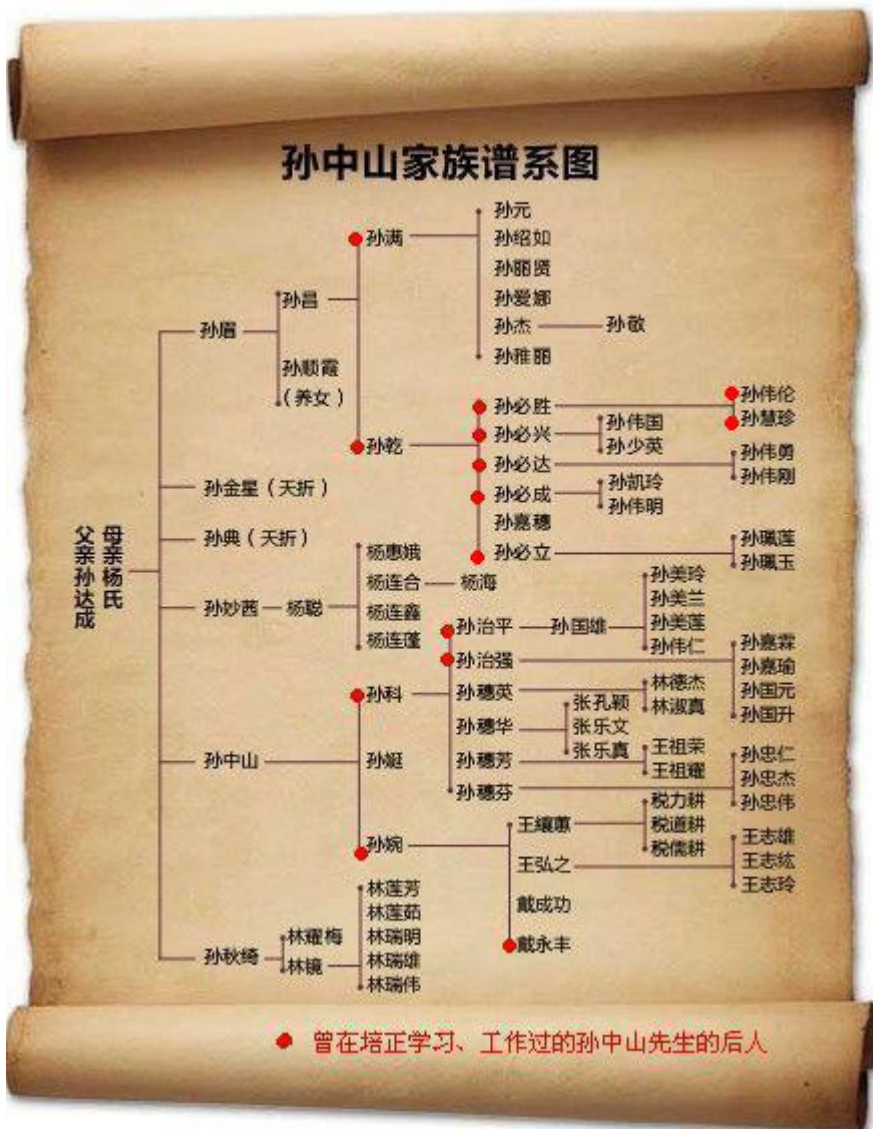 孙中山家族谱系图
父亲孙达成
母亲杨氏
孙眉
孙昌
孙顺霞
（养女）
孙满
孙元
孙绍如
孙丽贤
孙爱娜
孙杰
孙敬
孙雅丽
孙乾
孙必胜
孙伟伦
孙慧珍
孙必兴
孙伟国
孙少英
孙必达
孙伟勇
孙伟刚
孙必成
孙凯玲
孙伟明
孙嘉穗
孙必立
孙珮莲
孙珮玉
孙金星（夭折）
孙典（夭折）
孙妙茜
杨聪
杨惠娥
杨连合
杨海
杨连鑫
杨连蓬
孙中山
孙科
孙治平
孙国雄
孙美玲
孙美兰
孙美莲
孙伟仁
孙治强
孙嘉霖
孙嘉瑜
孙国元
孙国升
孙穗英
林德杰
林淑真
孙穗华
张孔颖
张乐文
张乐真
孙穗芳
王祖荣
王祖耀
孙穗芬
孙忠仁
孙忠杰
孙忠伟
孙娫
孙婉
王纕蕙
税力耕
税道耕
税儒耕
王弘之
王志雄
王志纮
王志玲
戴成功
戴永丰
孙秋绮
林耀梅
林镜
林莲芳
林莲茹
林瑞明
林瑞雄
林瑞伟
曾在培正学习、工作过的孙中山先生的后人